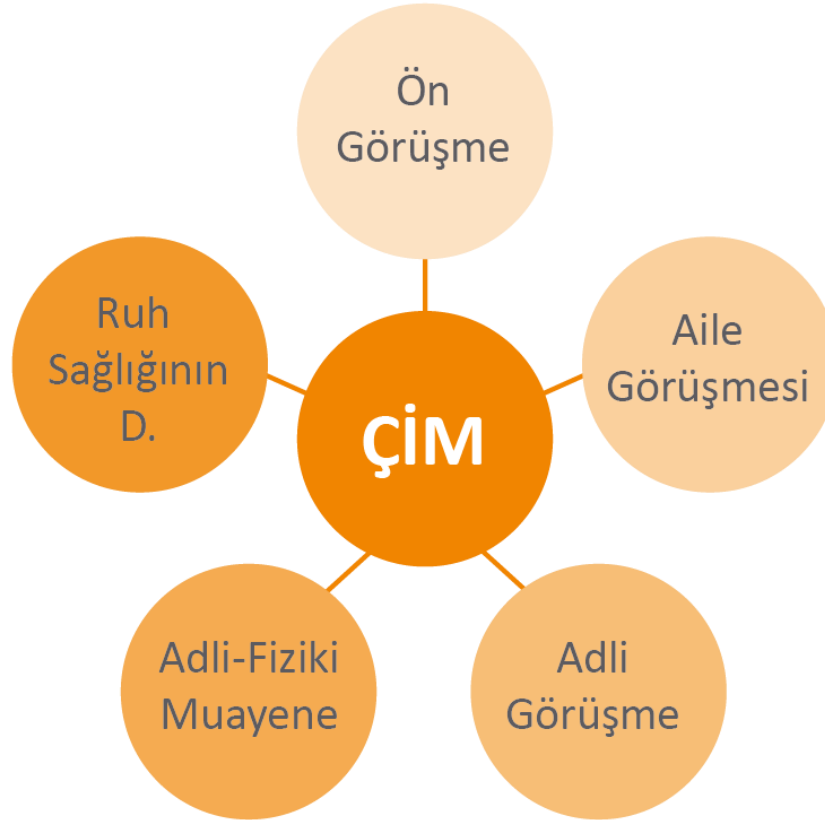 Ön
Görüşme
Aile
Görüşmesi
Adli
Görüşme
Adli-Fiziki
Muayene
Ruh
Sağlığının
D.
ÇİM